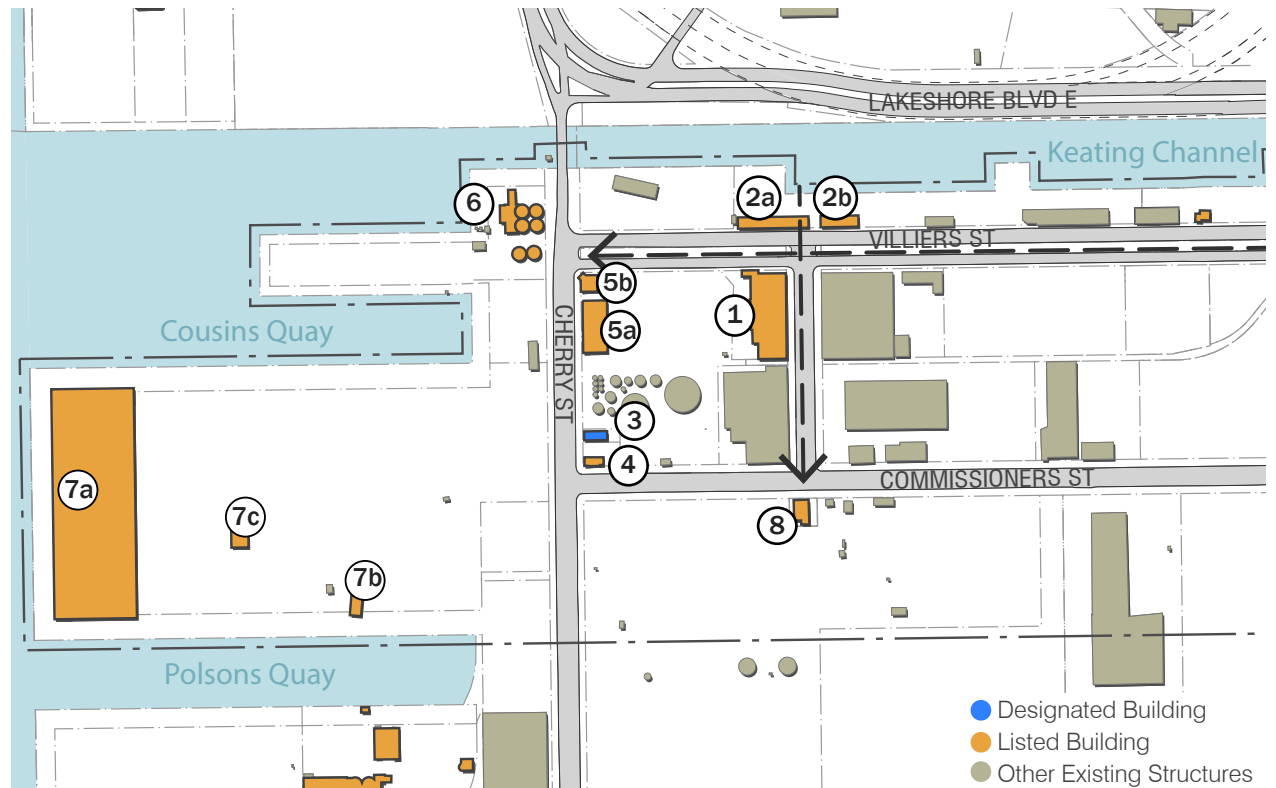 LAKESHORE BLVD E
Keating Channel
6
2a
2b
VILLIERS ST
5b
5a
1
Cousins Quay
CHERRY ST
3
4
7a
COMMISSIONERS ST
7c
8
7b
Polsons Quay
Designated Building
Listed Building
Other Existing Structures